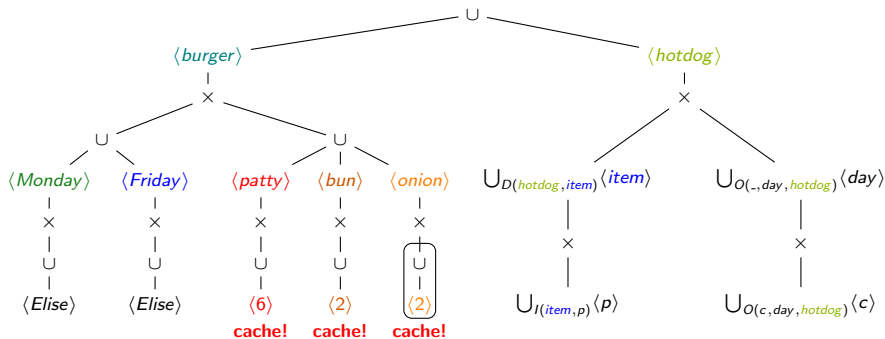 ∪
⟨burger⟩ ⟨hotdog⟩
× ×
∪ ∪
⟨Monday⟩ ⟨Friday⟩ ⟨patty⟩ ⟨bun⟩ ⟨onion⟩ ⋃D(hotdog,item)⟨item⟩ ⋃O(_,day,hotdog)⟨day⟩
× × × × × × ×
∪ ∪ ∪ ∪ ∪
⟨Elise⟩ ⟨Elise⟩ ⟨6⟩ ⟨2⟩ ⟨2⟩ ⋃I(item,p)⟨p⟩ ⋃O(c,day,hotdog)⟨c⟩
cache! cache! cache!